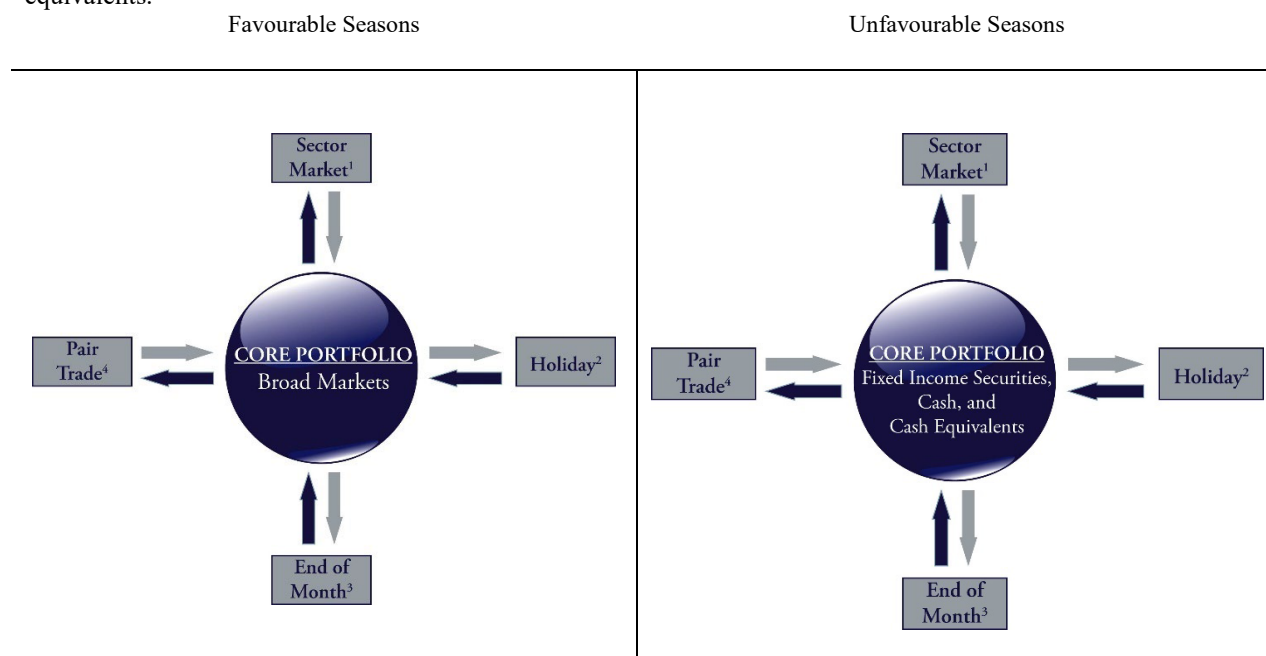 equivalents.
Favourable Seasons
Unfavourable Seasons
Sector
Market¹
Pair
Trade⁴
CORE PORTFOLIO
Broad Markets
Holiday²
End of
Month³
Sector
Market¹
Pair
Trade⁴
CORE PORTFOLIO
Fixed Income Securities,
Cash, and
Cash Equivalents
Holiday²
End of
Month³